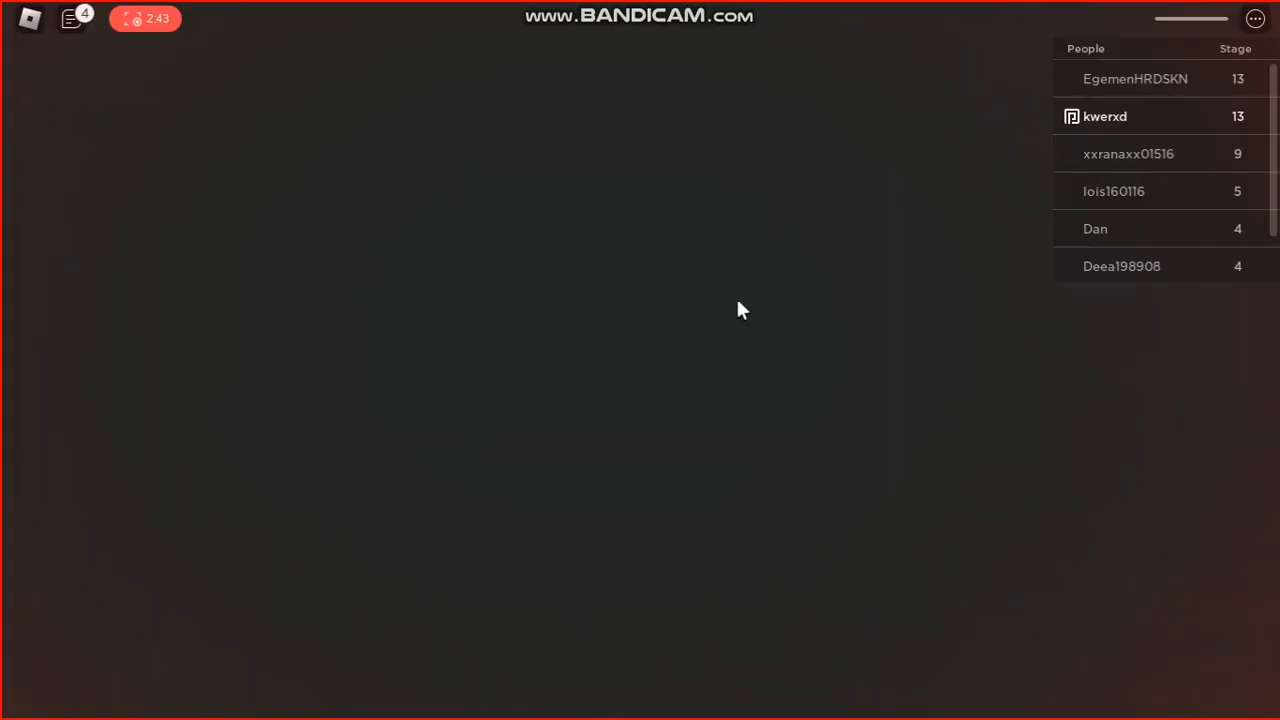 4
2:43
www.BANDICAM.com
People Stage
EgemenHRDSKN 13
kwerxd 13
xxranaxx01516 9
lois160116 5
Dan 4
Deea198908 4